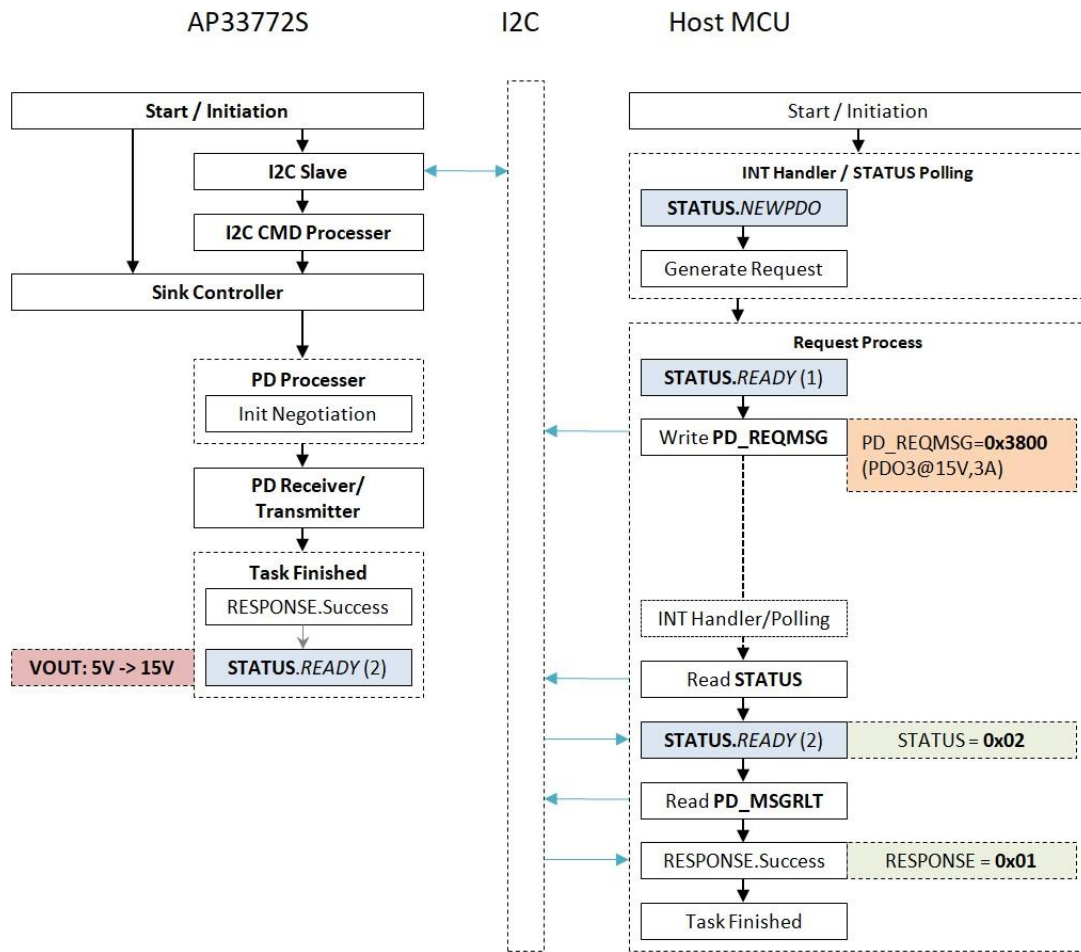 AP33772S
I2C
Host MCU
Start / Initiation
I2C Slave
I2C CMD Processer
Sink Controller
PD Processer
Init Negotiation
PD Receiver/
Transmitter
Task Finished
RESPONSE.Success
VOUT: 5V -> 15V
STATUS.READY (2)
Start / Initiation
INT Handler / STATUS Polling
STATUS.NEWPDO
Generate Request
Request Process
STATUS.READY (1)
Write PD_REQMSG
PD_REQMSG=0x3800
(PDO3@15V,3A)
INT Handler/Polling
Read STATUS
STATUS.READY (2)
STATUS = 0x02
Read PD_MSGRLT
RESPONSE.Success
RESPONSE = 0x01
Task Finished